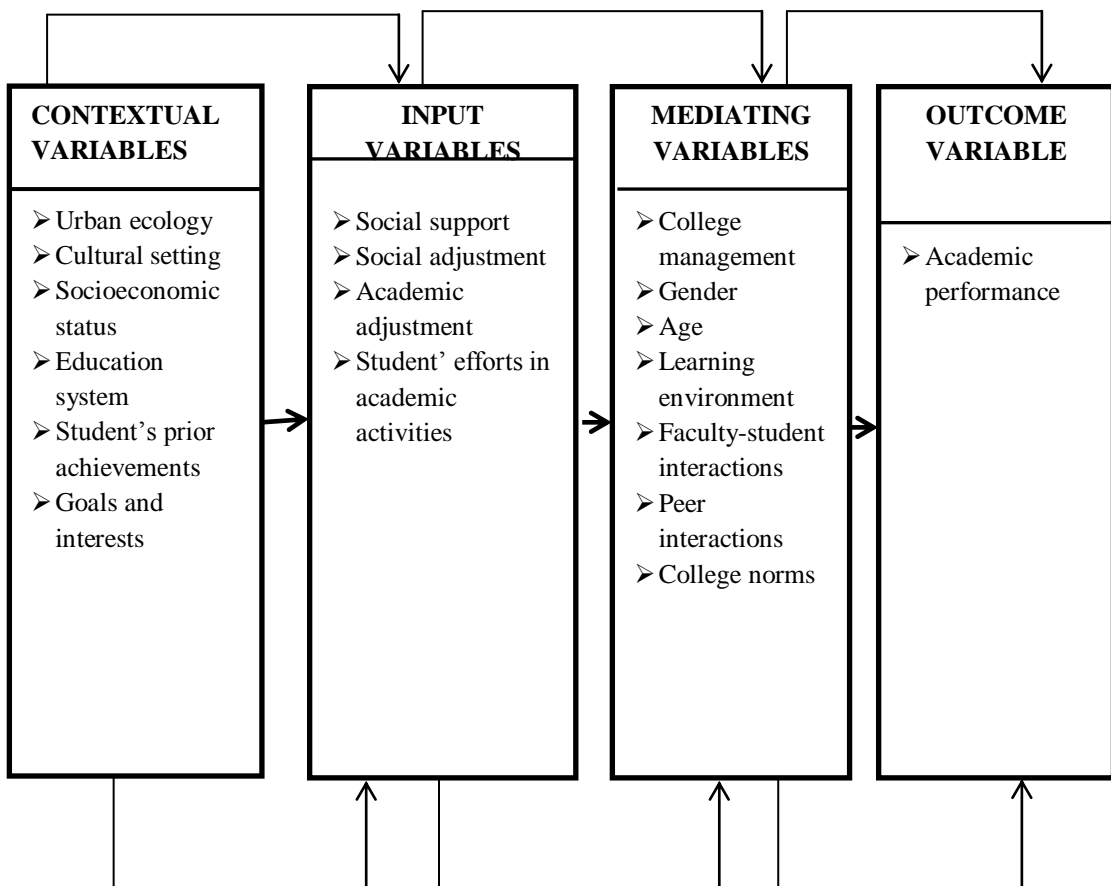 CONTEXTUAL
VARIABLES
➢ Urban ecology
➢ Cultural setting
➢ Socioeconomic
status
➢ Education
system
➢ Student’s prior
achievements
➢ Goals and
interests
INPUT
VARIABLES
➢ Social support
➢ Social adjustment
➢ Academic
adjustment
➢ Student’ efforts in
academic
activities
MEDIATING
VARIABLES
➢ College
management
➢ Gender
➢ Age
➢ Learning
environment
➢ Faculty-student
interactions
➢ Peer
interactions
➢ College norms
OUTCOME
VARIABLE
➢ Academic
performance